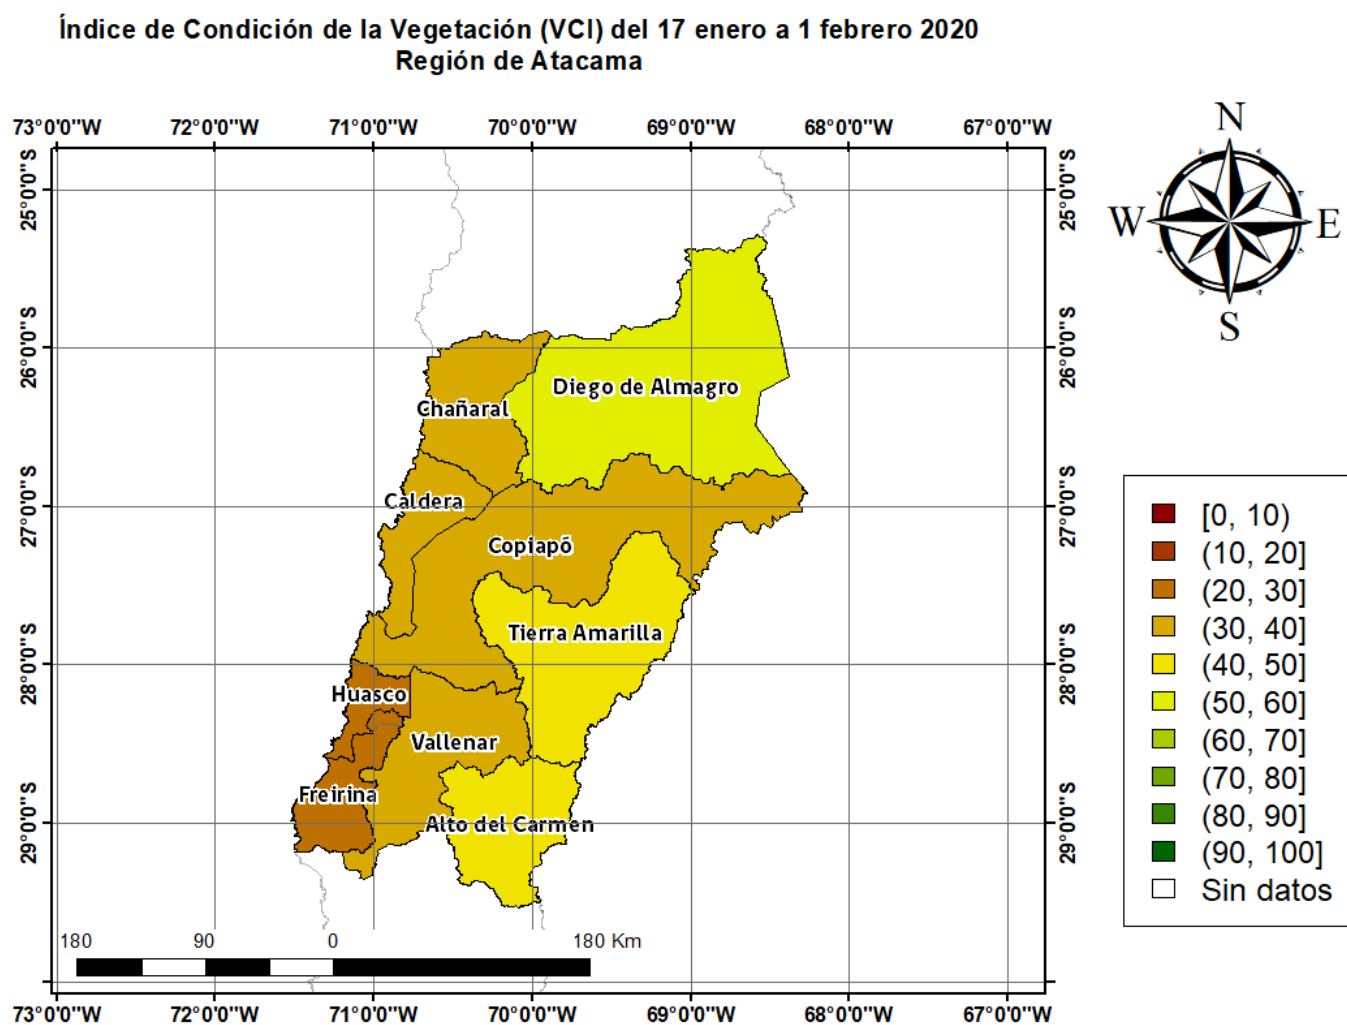 Índice de Condición de la Vegetación (VCI) del 17 enero a 1 febrero 2020
Región de Atacama
73°0'0"W 72°0'0"W 71°0'0"W 70°0'0"W 69°0'0"W 68°0'0"W 67°0'0"W
N
W E
S
25°0'0"S 25°0'0"S
26°0'0"S 26°0'0"S
Diego de Almagro
Chañaral
Caldera
27°0'0"S 27°0'0"S
Copiapó
Tierra Amarilla
28°0'0"S 28°0'0"S
Huasco
Vallenar
Freirina
Alto del Carmen
29°0'0"S 29°0'0"S
[0, 10)
(10, 20]
(20, 30]
(30, 40]
(40, 50]
(50, 60]
(60, 70]
(70, 80]
(80, 90]
(90, 100]
Sin datos
180 90 0 180 Km
73°0'0"W 72°0'0"W 71°0'0"W 70°0'0"W 69°0'0"W 68°0'0"W 67°0'0"W